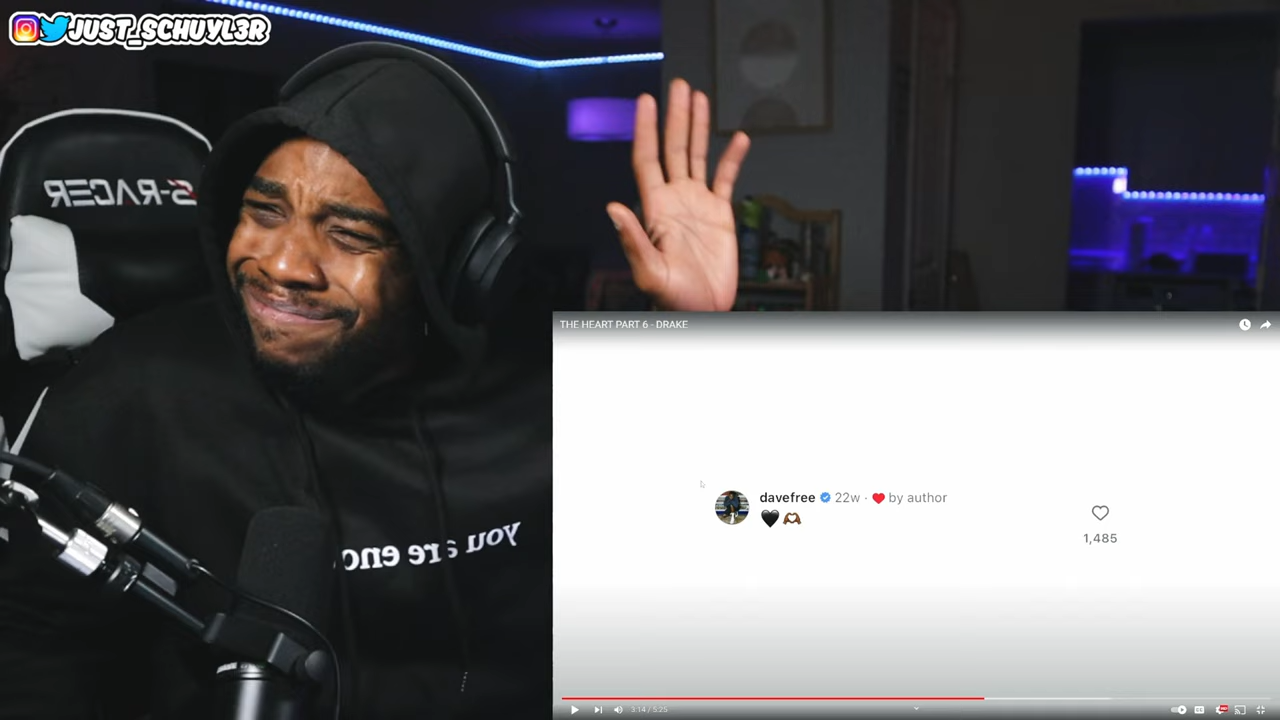 JUST_SCHUYL3R
S-RACER
you are eno
THE HEART PART 6 - DRAKE
davefree 22w · ❤️ by author
🖤🫶🏾
1,485
3:14 / 5:25